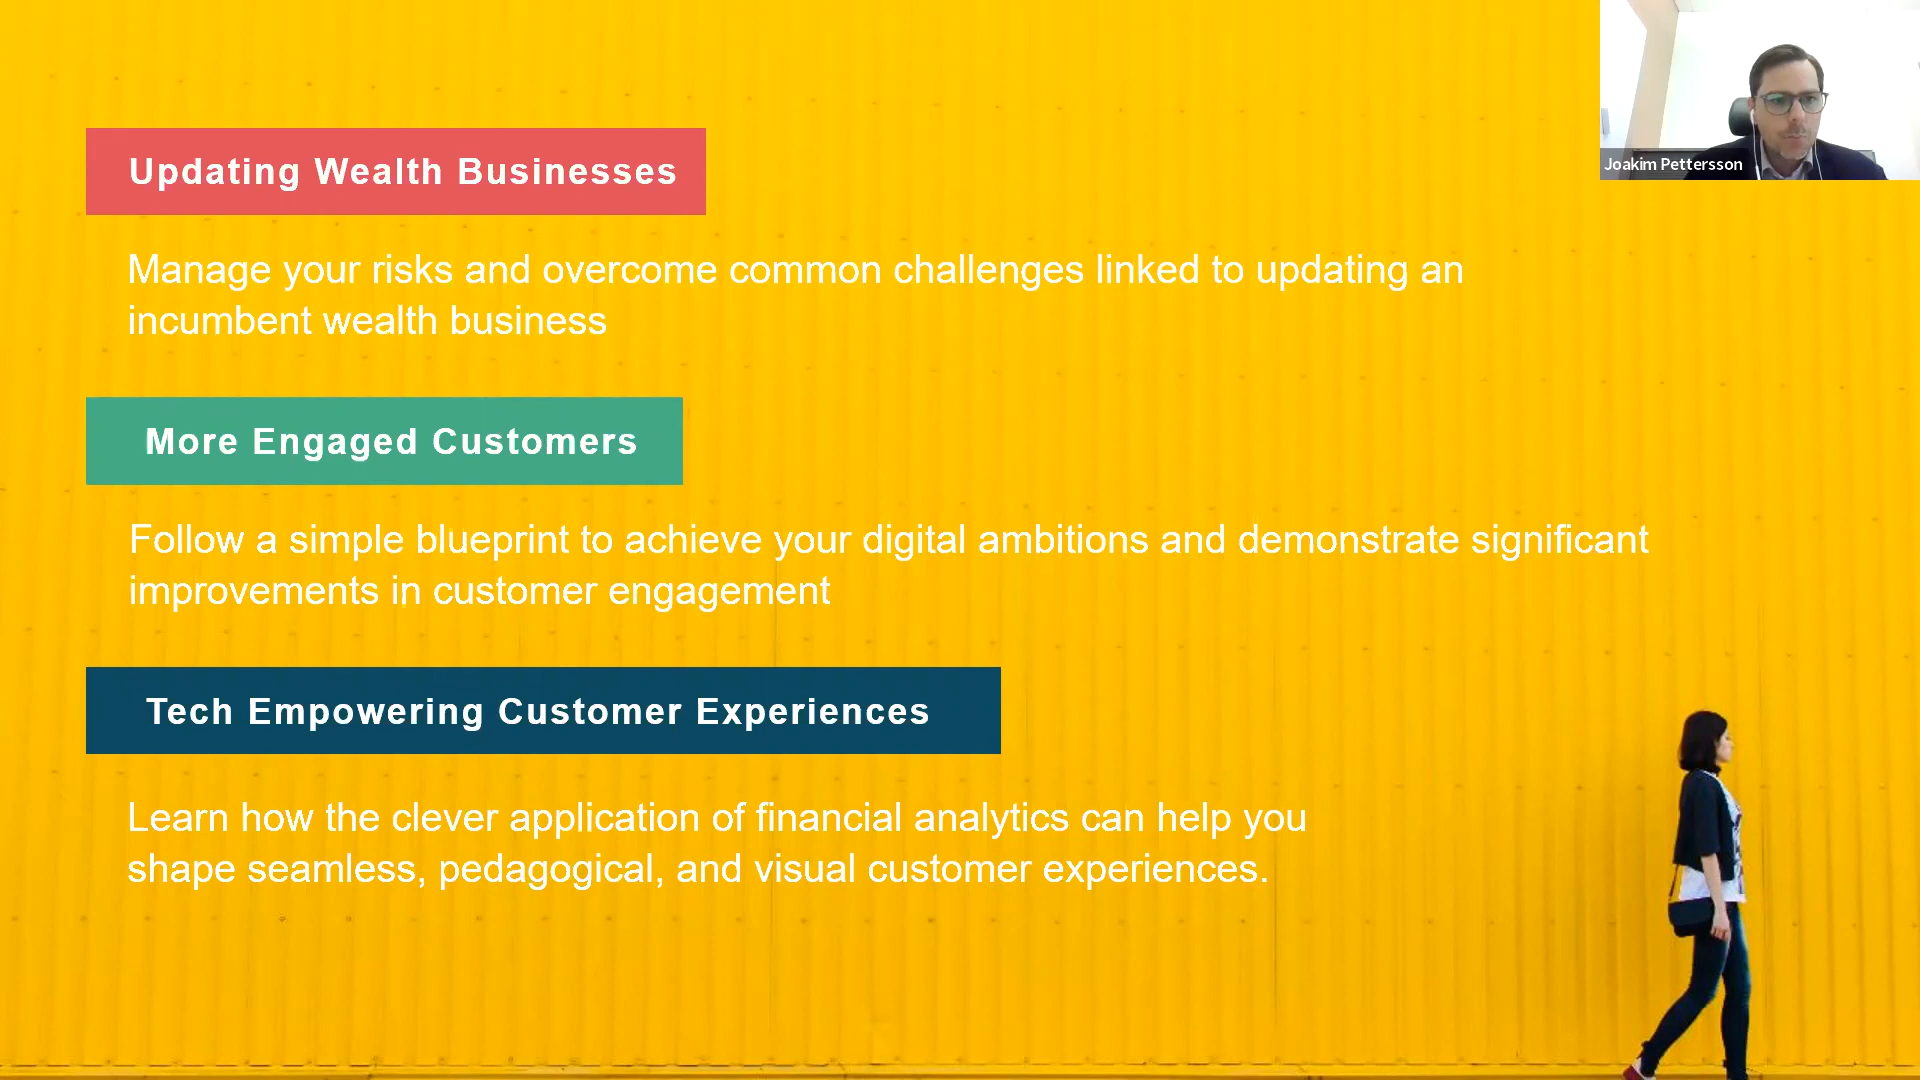 Joakim Pettersson
Updating Wealth Businesses
Manage your risks and overcome common challenges linked to updating an
incumbent wealth business
More Engaged Customers
Follow a simple blueprint to achieve your digital ambitions and demonstrate significant
improvements in customer engagement
Tech Empowering Customer Experiences
Learn how the clever application of financial analytics can help you
shape seamless, pedagogical, and visual customer experiences.